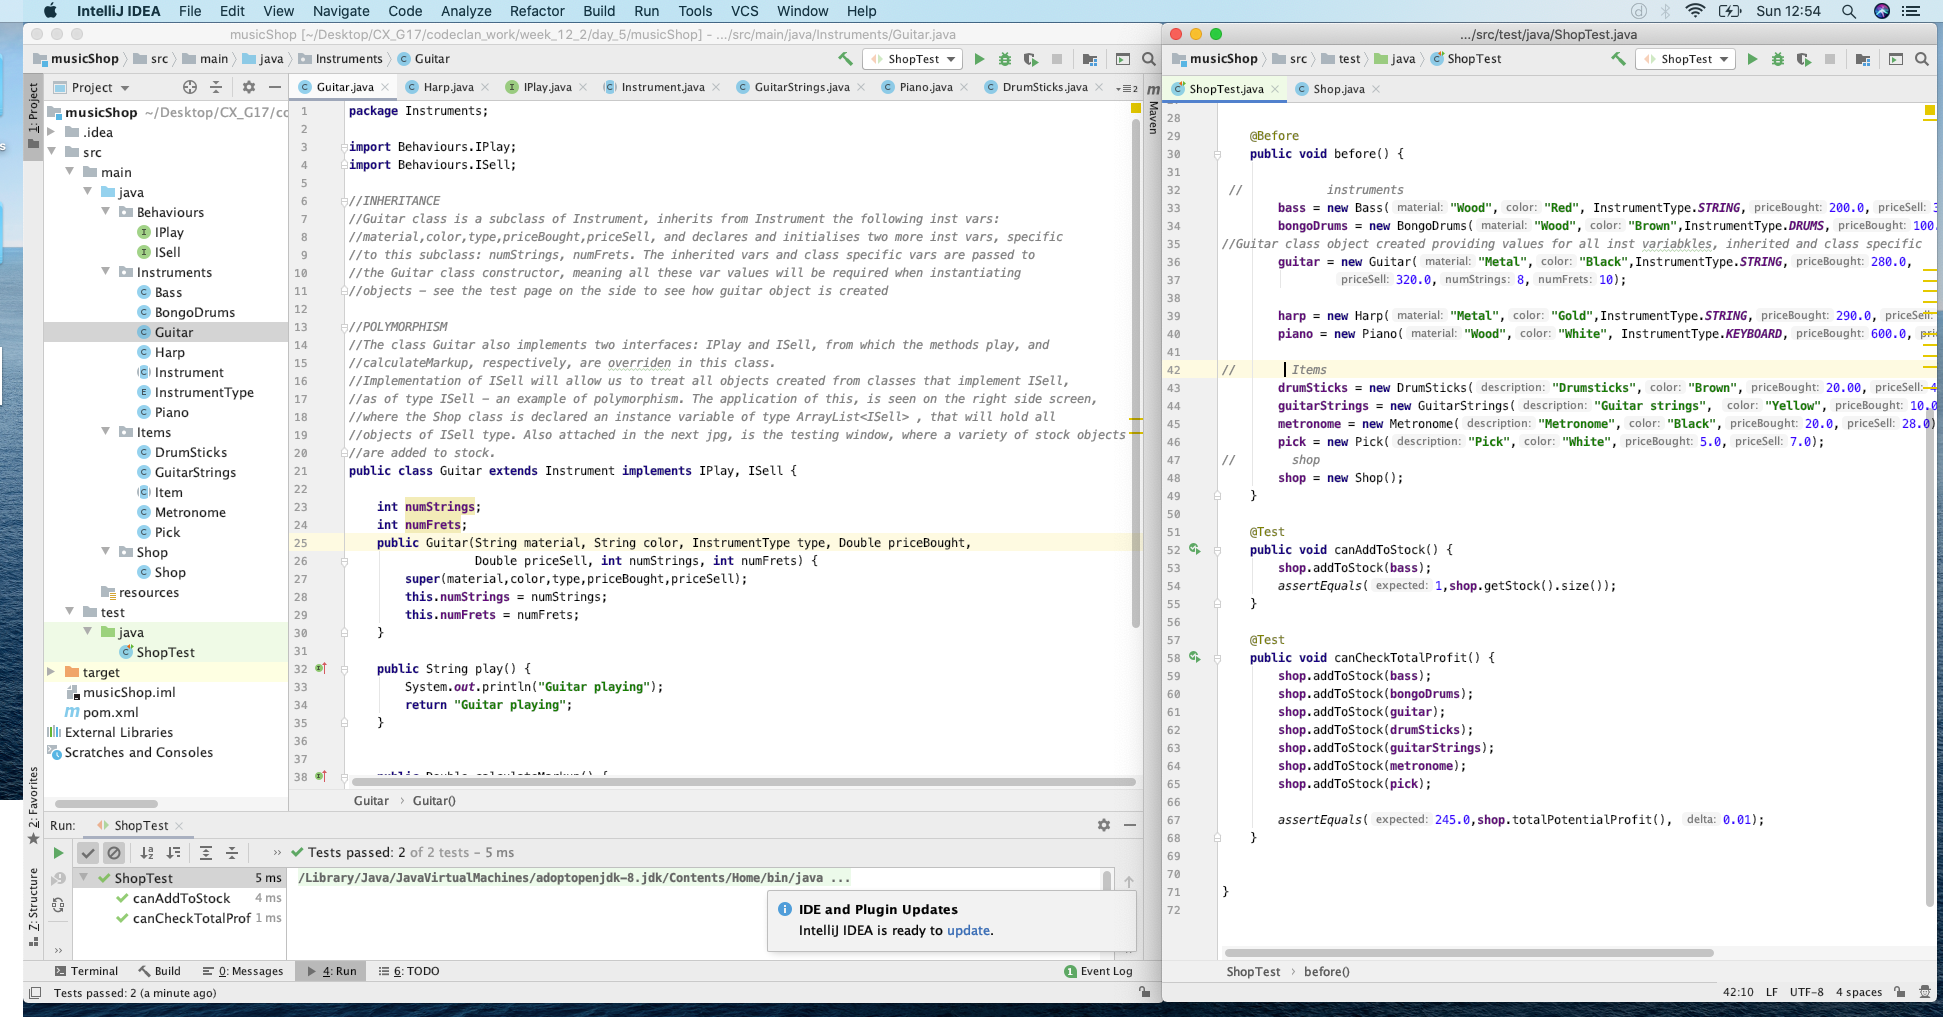 IntelliJ IDEA File Edit View Navigate Code Analyze Refactor Build Run Tools VCS Window Help Sun 12:54
musicShop [~/Desktop/CX_G17/codeclan_work/week_12_2/day_5/musicShop] - .../src/main/java/Instruments/Guitar.java
musicShop src main java Instruments Guitar ShopTest
Project
Guitar.java Harp.java IPlay.java Instrument.java GuitarStrings.java Piano.java DrumSticks.java
1: Project
Maven
musicShop ~/Desktop/CX_G17/cc
.idea
src
main
java
Behaviours
IPlay
ISell
Instruments
Bass
BongoDrums
Guitar
Harp
Instrument
InstrumentType
Piano
Items
DrumSticks
GuitarStrings
Item
Metronome
Pick
Shop
Shop
resources
test
java
ShopTest
target
musicShop.iml
pom.xml
External Libraries
Scratches and Consoles
2: Favorites
7: Structure
1 package Instruments;
2
3 import Behaviours.IPlay;
4 import Behaviours.ISell;
5
6 //INHERITANCE
7 //Guitar class is a subclass of Instrument, inherits from Instrument the following inst vars:
8 //material,color,type,priceBought,priceSell, and declares and initialises two more inst vars, specific
9 //to this subclass: numStrings, numFrets. The inherited vars and class specific vars are passed to
10 //the Guitar class constructor, meaning all these var values will be required when instantiating
11 //objects - see the test page on the side to see how guitar object is created
12
13 //POLYMORPHISM
14 //The class Guitar also implements two interfaces: IPlay and ISell, from which the methods play, and
15 //calculateMarkup, respectively, are overriden in this class.
16 //Implementation of ISell will allow us to treat all objects created from classes that implement ISell,
17 //as of type ISell - an example of polymorphism. The application of this, is seen on the right side screen,
18 //where the Shop class is declared an instance variable of type ArrayList<ISell> , that will hold all
19 //objects of ISell type. Also attached in the next jpg, is the testing window, where a variety of stock objects
20 //are added to stock.
21 public class Guitar extends Instrument implements IPlay, ISell {
22
23 int numStrings;
24 int numFrets;
25 public Guitar(String material, String color, InstrumentType type, Double priceBought,
26 Double priceSell, int numStrings, int numFrets) {
27 super(material,color,type,priceBought,priceSell);
28 this.numStrings = numStrings;
29 this.numFrets = numFrets;
30 }
31
32 public String play() {
33 System.out.println("Guitar playing");
34 return "Guitar playing";
35 }
36
37
38 public Double calculateMarkup() {
Guitar Guitar()
Run: ShopTest
Tests passed: 2 of 2 tests - 5 ms
ShopTest 5 ms
canAddToStock 4 ms
canCheckTotalProf 1 ms
/Library/Java/JavaVirtualMachines/adoptopenjdk-8.jdk/Contents/Home/bin/java ...
IDE and Plugin Updates
IntelliJ IDEA is ready to update.
Terminal Build 0: Messages 4: Run 6: TODO 1 Event Log
Tests passed: 2 (a minute ago)
.../src/test/java/ShopTest.java
musicShop src test java ShopTest ShopTest
ShopTest.java Shop.java
28
29 @Before
30 public void before() {
31
32 // instruments
33 bass = new Bass( material: "Wood", color: "Red", InstrumentType.STRING, priceBought: 200.0, priceSell: 3
34 bongoDrums = new BongoDrums( material: "Wood", color: "Brown",InstrumentType.DRUMS, priceBought: 100.
35 //Guitar class object created providing values for all inst variabkles, inherited and class specific
36 guitar = new Guitar( material: "Metal", color: "Black",InstrumentType.STRING, priceBought: 280.0,
37 priceSell: 320.0, numStrings: 8, numFrets: 10);
38
39 harp = new Harp( material: "Metal", color: "Gold",InstrumentType.STRING, priceBought: 290.0, priceSell:
40 piano = new Piano( material: "Wood", color: "White", InstrumentType.KEYBOARD, priceBought: 600.0, pri
41
42 // Items
43 drumSticks = new DrumSticks( description: "Drumsticks", color: "Brown", priceBought: 20.00, priceSell: 4
44 guitarStrings = new GuitarStrings( description: "Guitar strings", color: "Yellow", priceBought: 10.0
45 metronome = new Metronome( description: "Metronome", color: "Black", priceBought: 20.0, priceSell: 28.0)
46 pick = new Pick( description: "Pick", color: "White", priceBought: 5.0, priceSell: 7.0);
47 // shop
48 shop = new Shop();
49 }
50
51 @Test
52 public void canAddToStock() {
53 shop.addToStock(bass);
54 assertEquals( expected: 1,shop.getStock().size());
55 }
56
57 @Test
58 public void canCheckTotalProfit() {
59 shop.addToStock(bass);
60 shop.addToStock(bongoDrums);
61 shop.addToStock(guitar);
62 shop.addToStock(drumSticks);
63 shop.addToStock(guitarStrings);
64 shop.addToStock(metronome);
65 shop.addToStock(pick);
66
67 assertEquals( expected: 245.0,shop.totalPotentialProfit(), delta: 0.01);
68 }
69
70
71 }
72
ShopTest before()
42:10 LF UTF-8 4 spaces